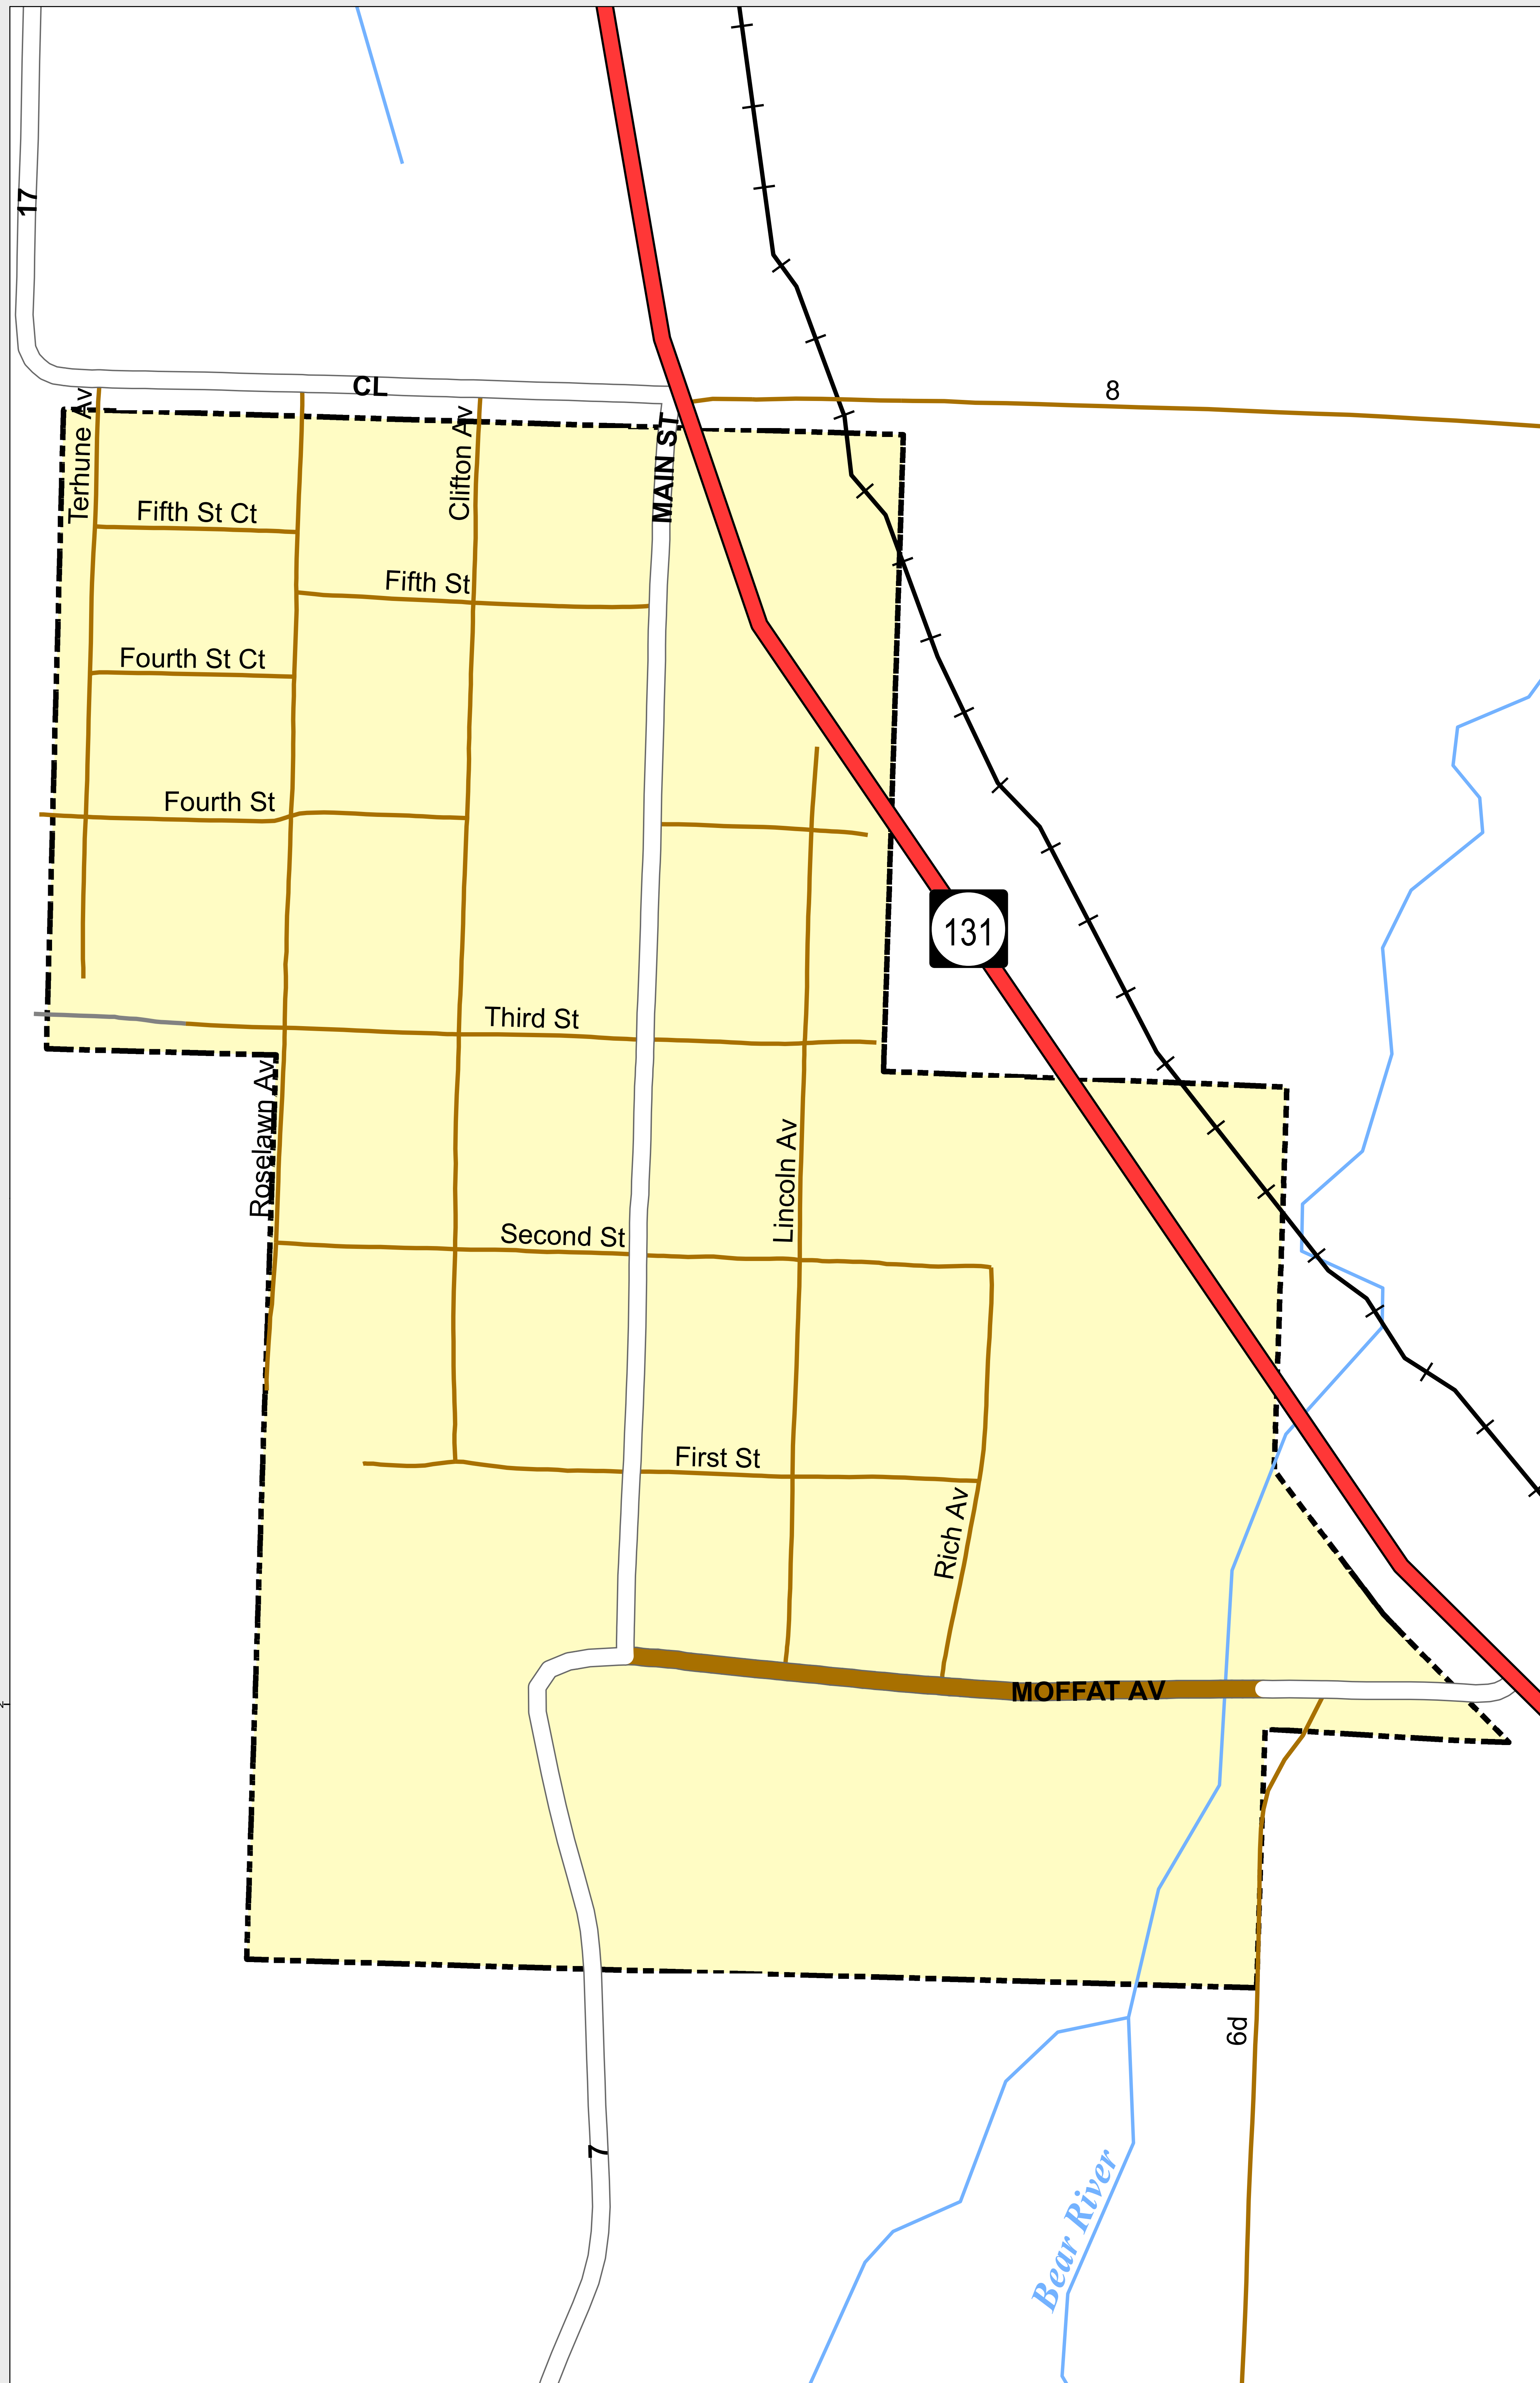 17
CL
8
Terhune Av
Clifton Av
MAIN ST
Fifth St Ct
Fifth St
Fourth St Ct
Fourth St
131
Third St
Roselawn Av
Lincoln Av
Second St
First St
Rich Av
MOFFAT AV
6d
7
Bear River